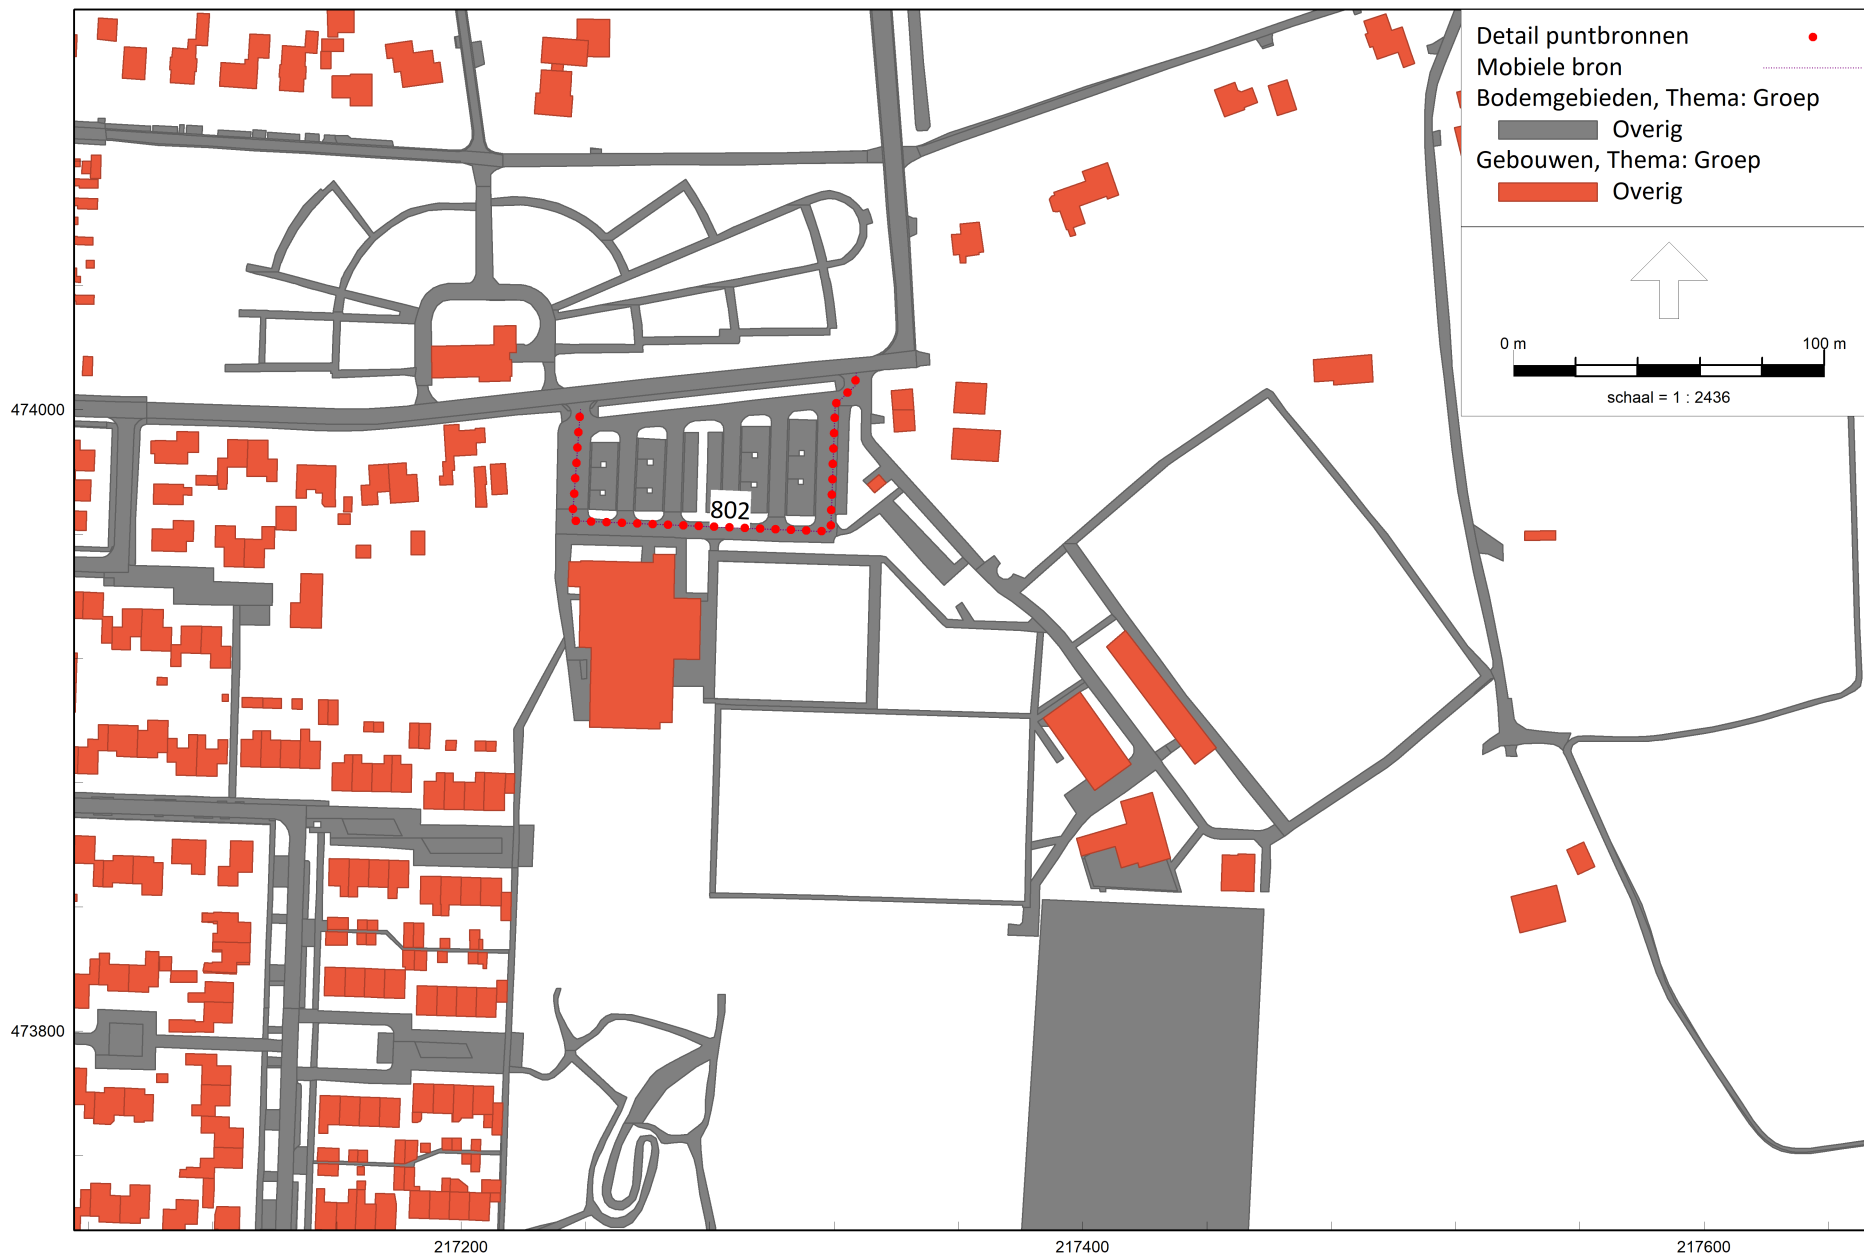 Detail puntbronnen
Mobiele bron
Bodemgebieden, Thema: Groep
Overig
Gebouwen, Thema: Groep
Overig
0 m 100 m
schaal = 1 : 2436
474000
802
473800
217200 217400 217600